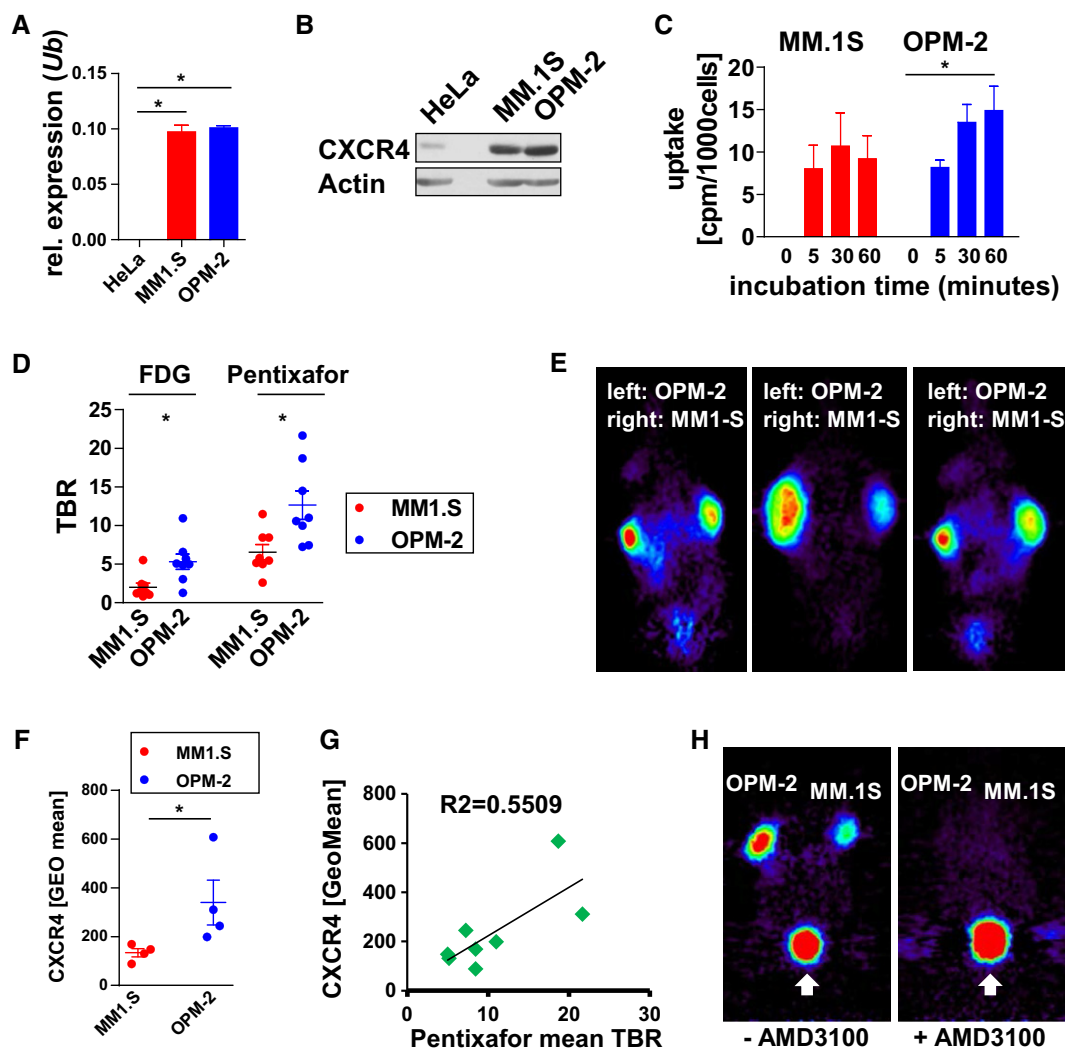 A
rel. expression (Ub)
0.15
0.10
0.05
0.00
*
*
HeLa
MM1.S
OPM-2
B
HeLa
MM.1S
OPM-2
CXCR4
Actin
C
MM.1S
OPM-2
uptake
[cpm/1000cells]
20
15
10
5
0
*
0 5 30 60 0 5 30 60
incubation time (minutes)
D
FDG
Pentixafor
TBR
25
20
15
10
5
0
*
*
MM1.S
OPM-2
MM1.S
OPM-2
MM1.S
OPM-2
E
left: OPM-2
right: MM1-S
left: OPM-2
right: MM1-S
left: OPM-2
right: MM1-S
F
MM1.S
OPM-2
CXCR4 [GEO mean]
800
600
400
200
0
*
MM1.S
OPM-2
G
R2=0.5509
CXCR4 [GeoMean]
800
600
400
200
0
0 10 20 30
Pentixafor mean TBR
H
OPM-2
MM.1S
OPM-2
MM.1S
- AMD3100
+ AMD3100